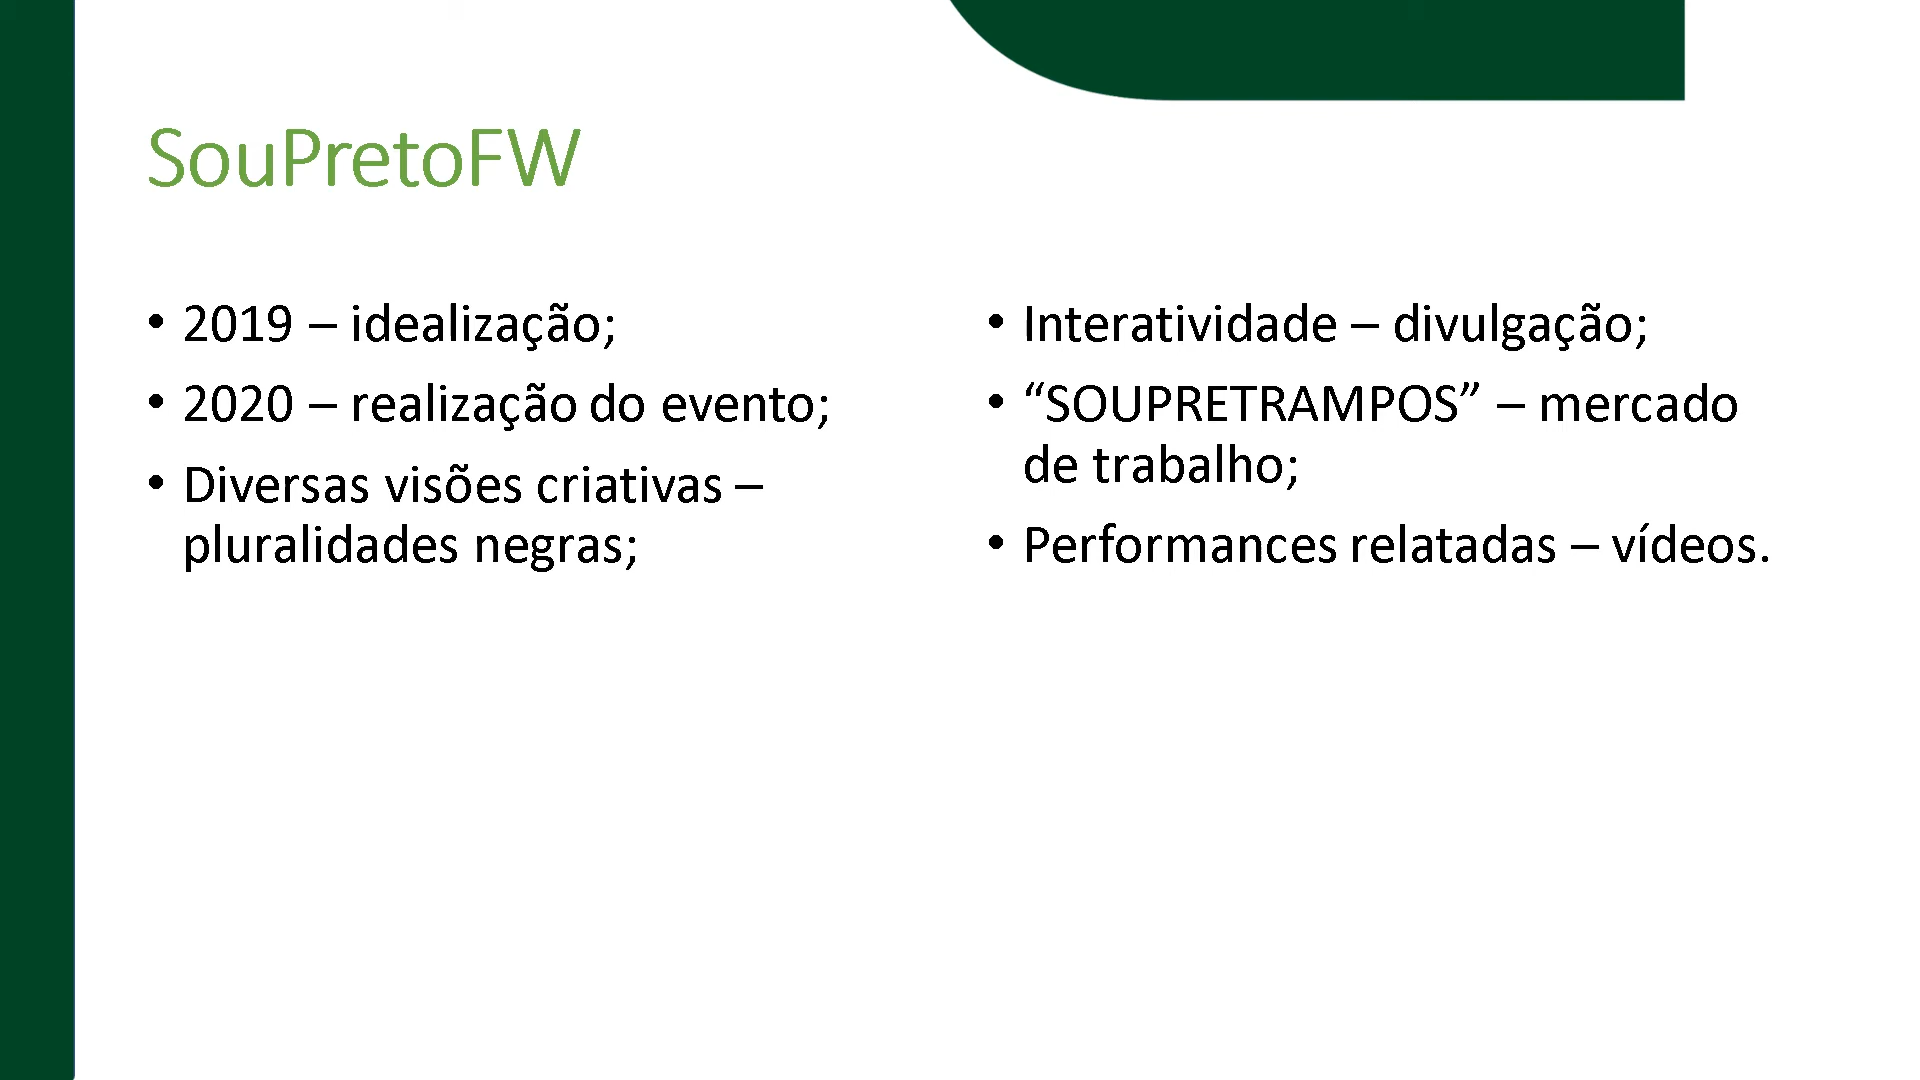 SouPretoFW
• 2019 – idealização;
• 2020 – realização do evento;
• Diversas visões criativas –
pluralidades negras;
• Interatividade – divulgação;
• “SOUPRETRAMPOS” – mercado
de trabalho;
• Performances relatadas – vídeos.